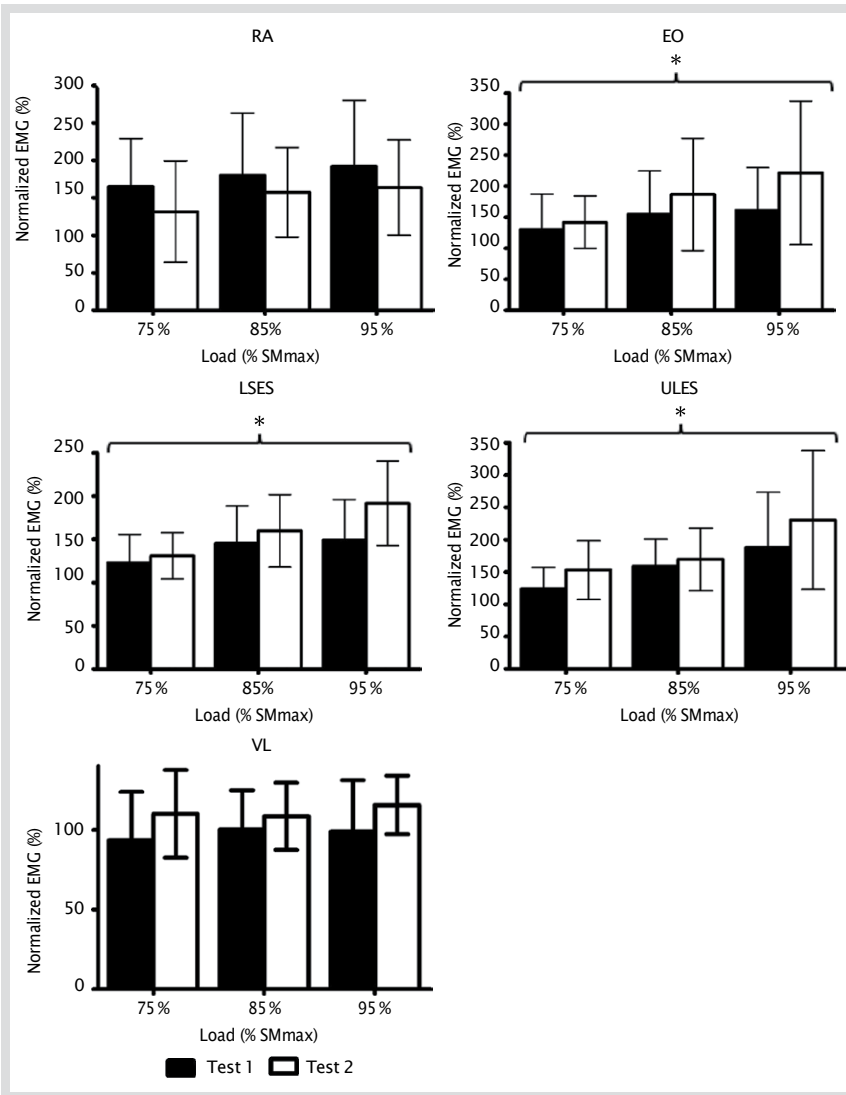 RA
Normalized EMG (%)
300
250
200
150
100
50
0
75 %
85%
95 %
Load (% SMmax)
EO
*
Normalized EMG (%)
350
300
250
200
150
100
50
0
75 %
85%
95 %
Load (% SMmax)
LSES
*
Normalized EMG (%)
250
200
150
100
50
0
75 %
85%
95 %
Load (% SMmax)
ULES
*
Normalized EMG (%)
350
300
250
200
150
100
50
0
75 %
85%
95 %
Load (% SMmax)
VL
Normalized EMG (%)
100
50
0
75 %
85 %
95 %
Load (% SMmax)
Test 1
Test 2